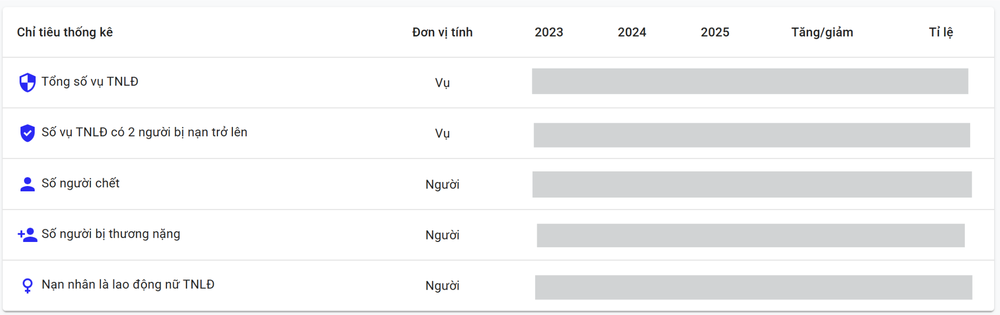 Chỉ tiêu thống kê Đơn vị tính 2023 2024 2025 Tăng/giảm Tỉ lệ
Tổng số vụ TNLĐ Vụ
Số vụ TNLĐ có 2 người bị nạn trở lên Vụ
Số người chết Người
Số người bị thương nặng Người
Nạn nhân là lao động nữ TNLĐ Người